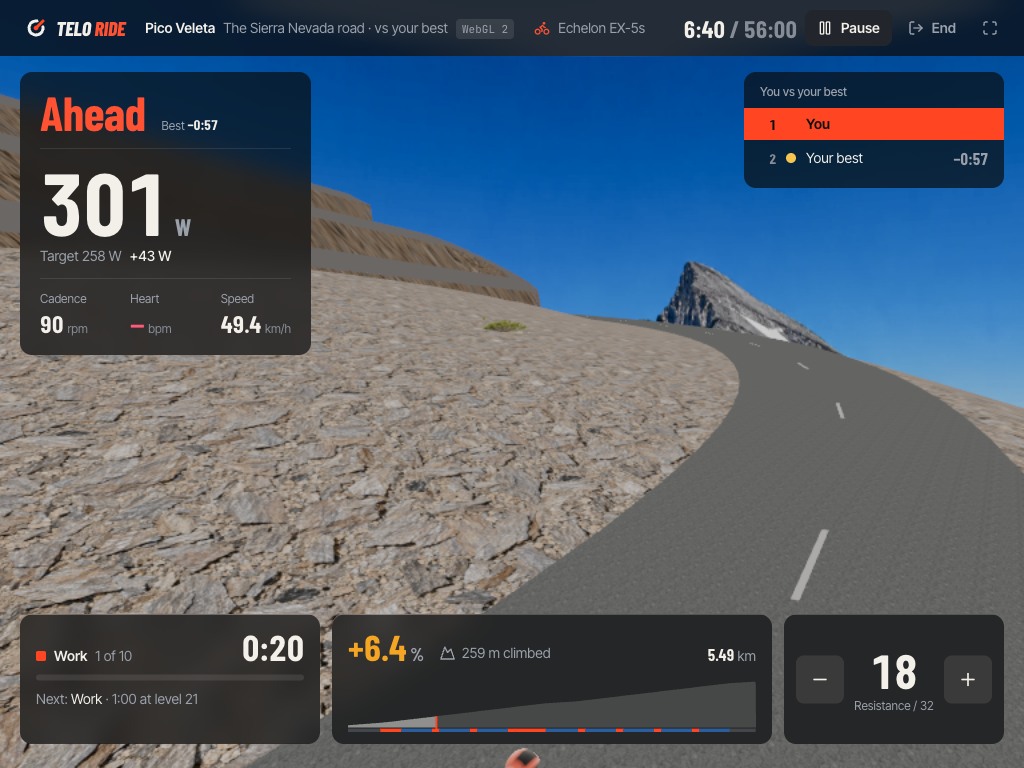 TELO RIDE Pico Veleta The Sierra Nevada road · vs your best WebGL 2 Echelon EX-5s 6:40 / 56:00 Pause End
Ahead Best −0:57
301 W
Target 258 W +43 W
Cadence Heart Speed
90 rpm – bpm 49.4 km/h
You vs your best
1 You
2 Your best −0:57
Work 1 of 10 0:20
Next: Work · 1:00 at level 21
+6.4 % 259 m climbed 5.49 km
− 18 +
Resistance / 32